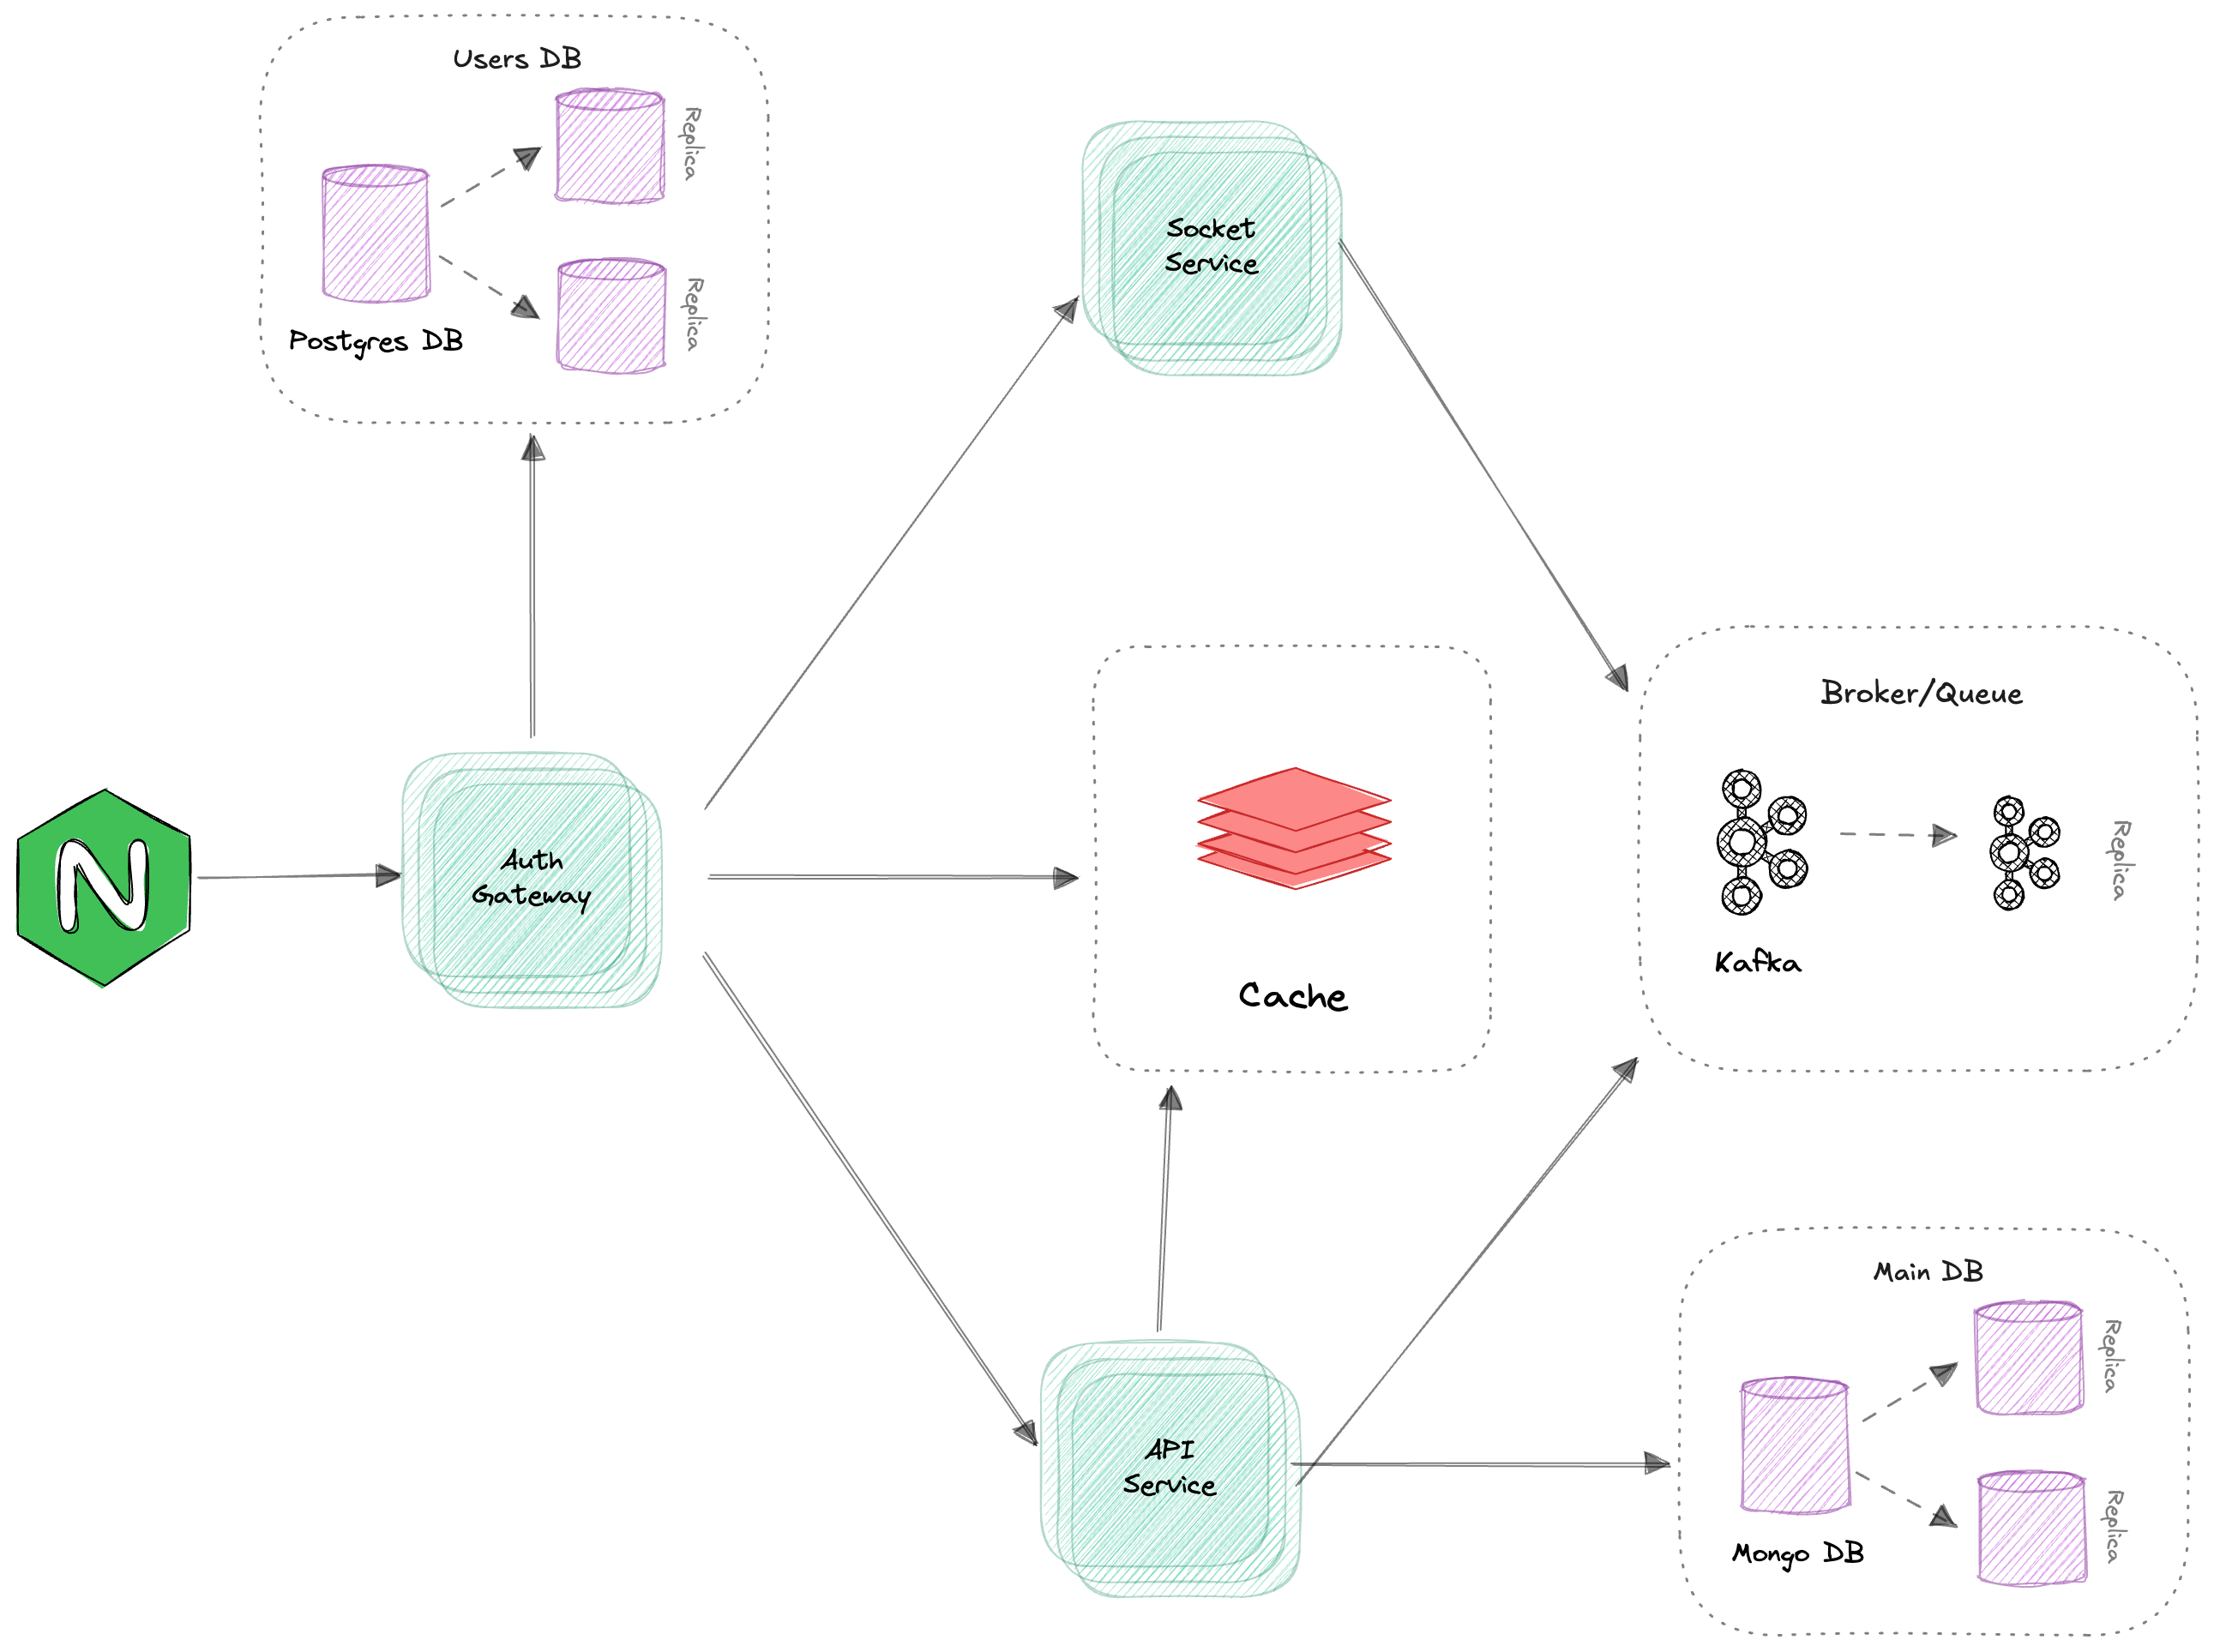 Users DB
Replica
Postgres DB
Replica
Socket
Service
Broker/Queue
Replica
Kafka
N
Auth
Gateway
Cache
Main DB
Replica
API
Service
Mongo DB
Replica